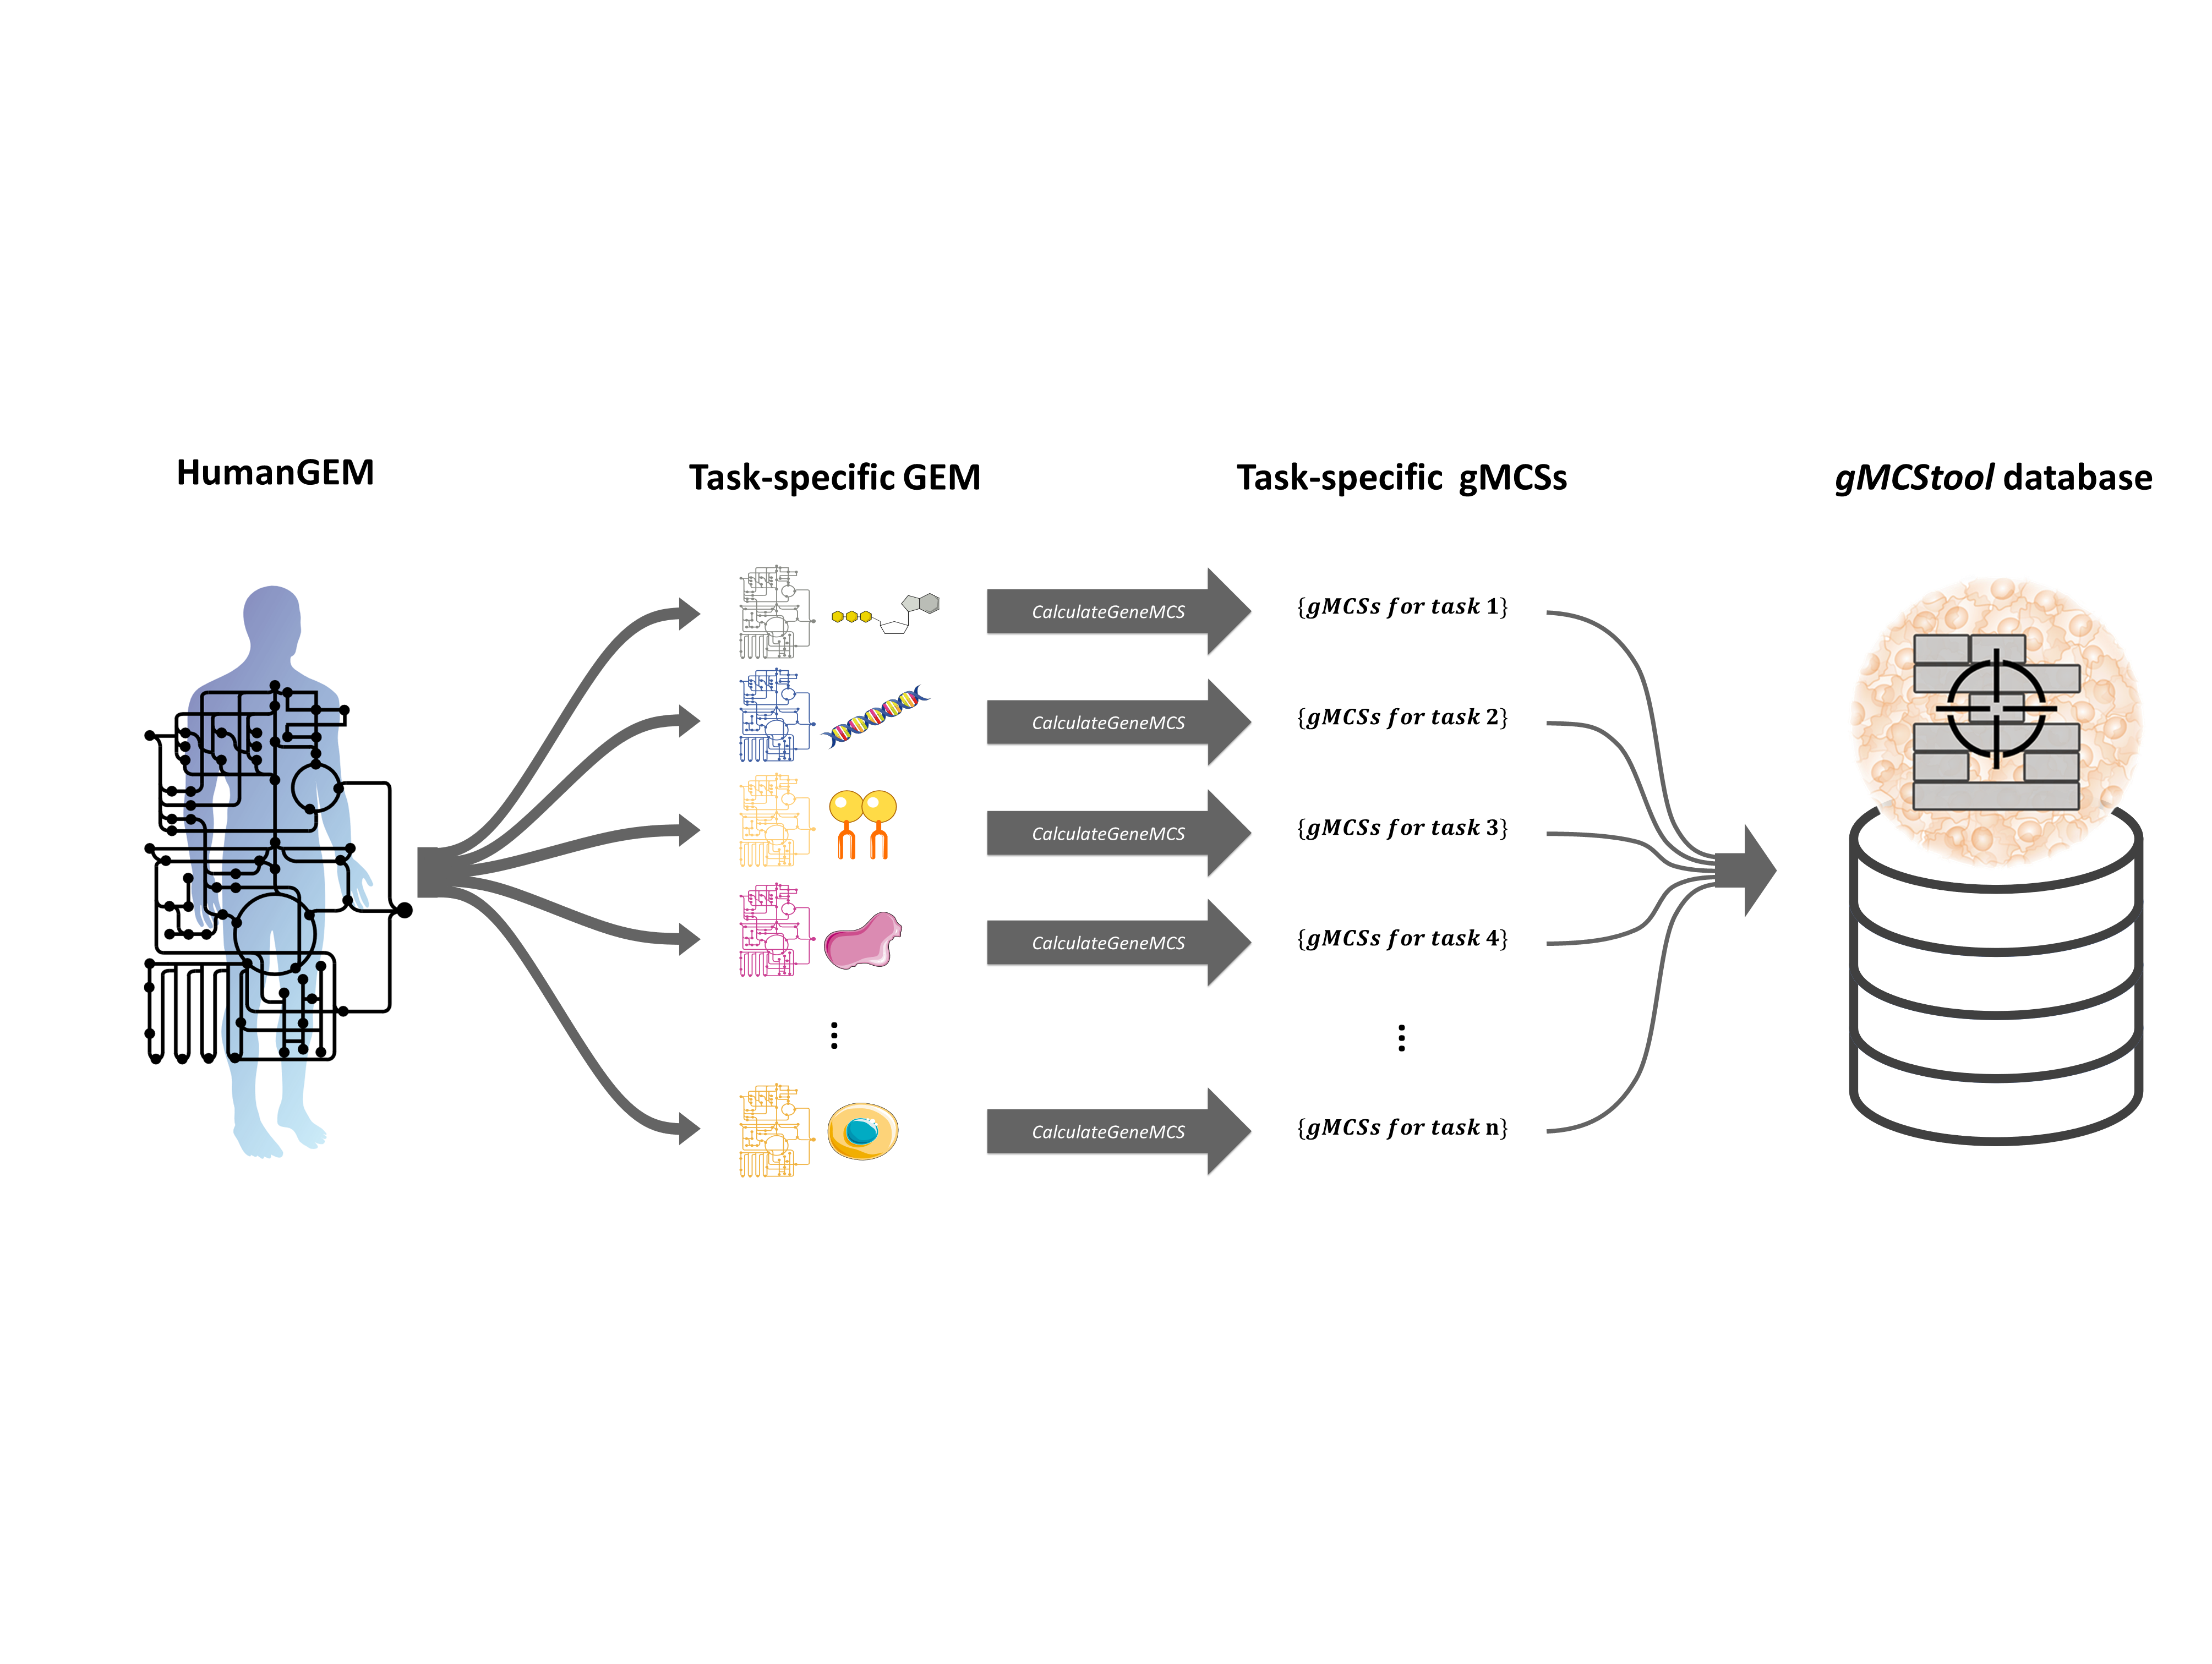 HumanGEM
Task-specific GEM
Task-specific gMCSs
gMCStool database
CalculateGeneMCS
{gMCSs for task 1}
CalculateGeneMCS
{gMCSs for task 2}
CalculateGeneMCS
{gMCSs for task 3}
CalculateGeneMCS
{gMCSs for task 4}
⋮
⋮
CalculateGeneMCS
{gMCSs for task n}